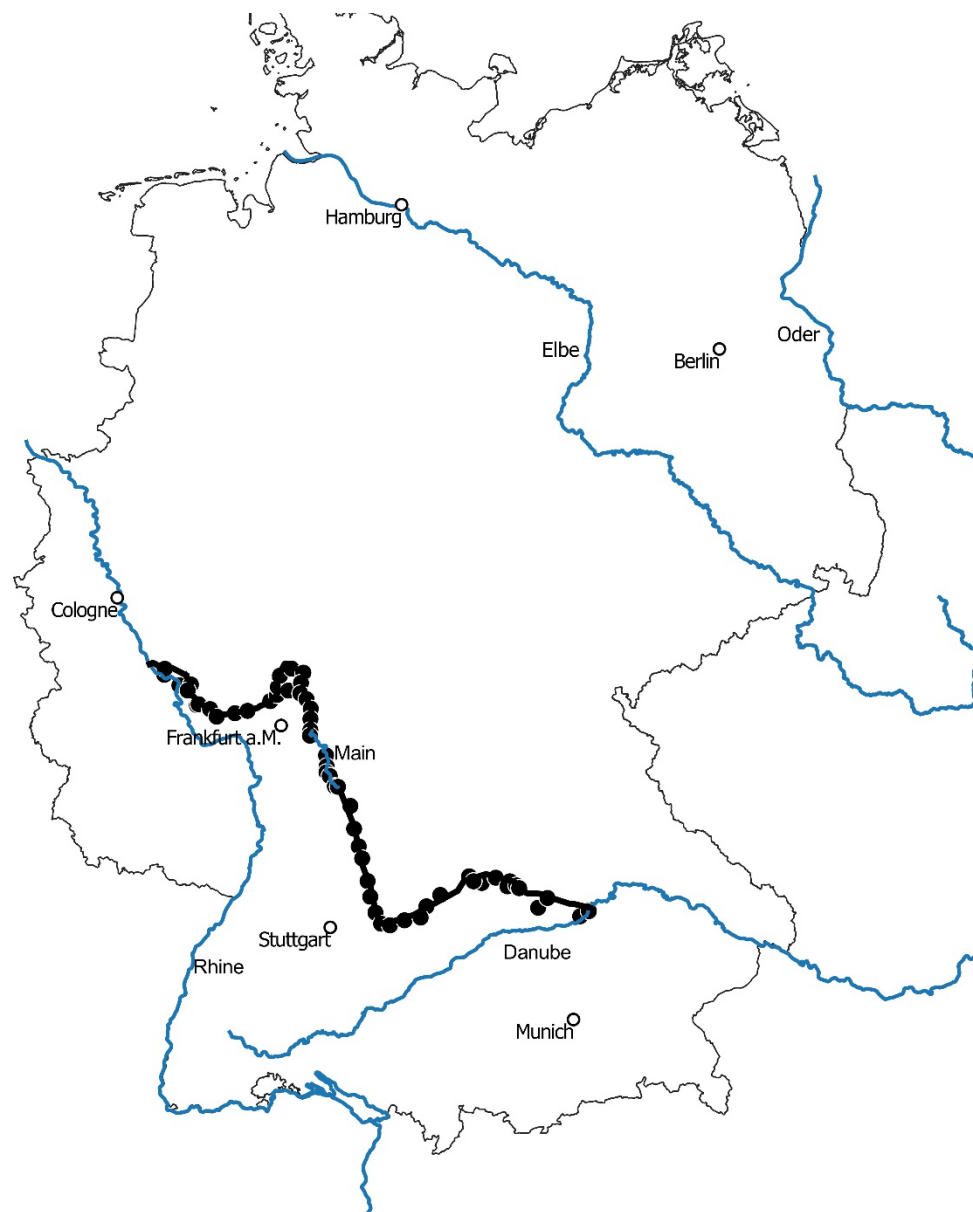 Hamburg
Elbe
Berlin
Oder
Cologne
Frankfurt a.M.
Main
Stuttgart
Danube
Rhine
Munich